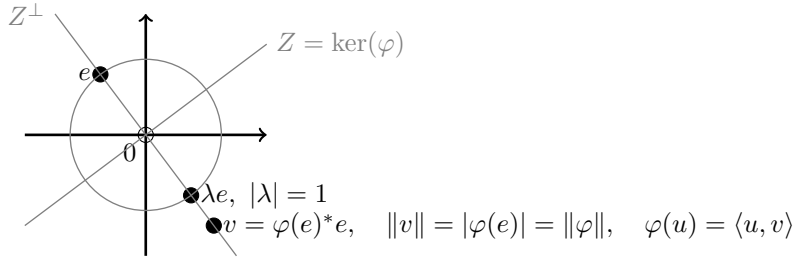 Z⊥
Z = ker(φ)
e
0
λe, |λ| = 1
v = φ(e)*e, ‖v‖ = |φ(e)| = ‖φ‖, φ(u) = ⟨u, v⟩